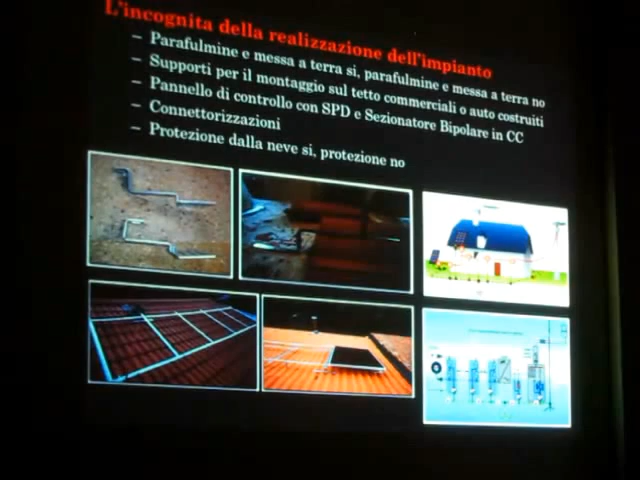 L'incognita della realizzazione dell'impianto
– Parafulmine e messa a terra si, parafulmine e messa a terra no
– Supporti per il montaggio sul tetto commerciali o auto costruiti
– Pannello di controllo con SPD e Sezionatore Bipolare in CC
– Connettorizzazioni
– Protezione dalla neve si, protezione no